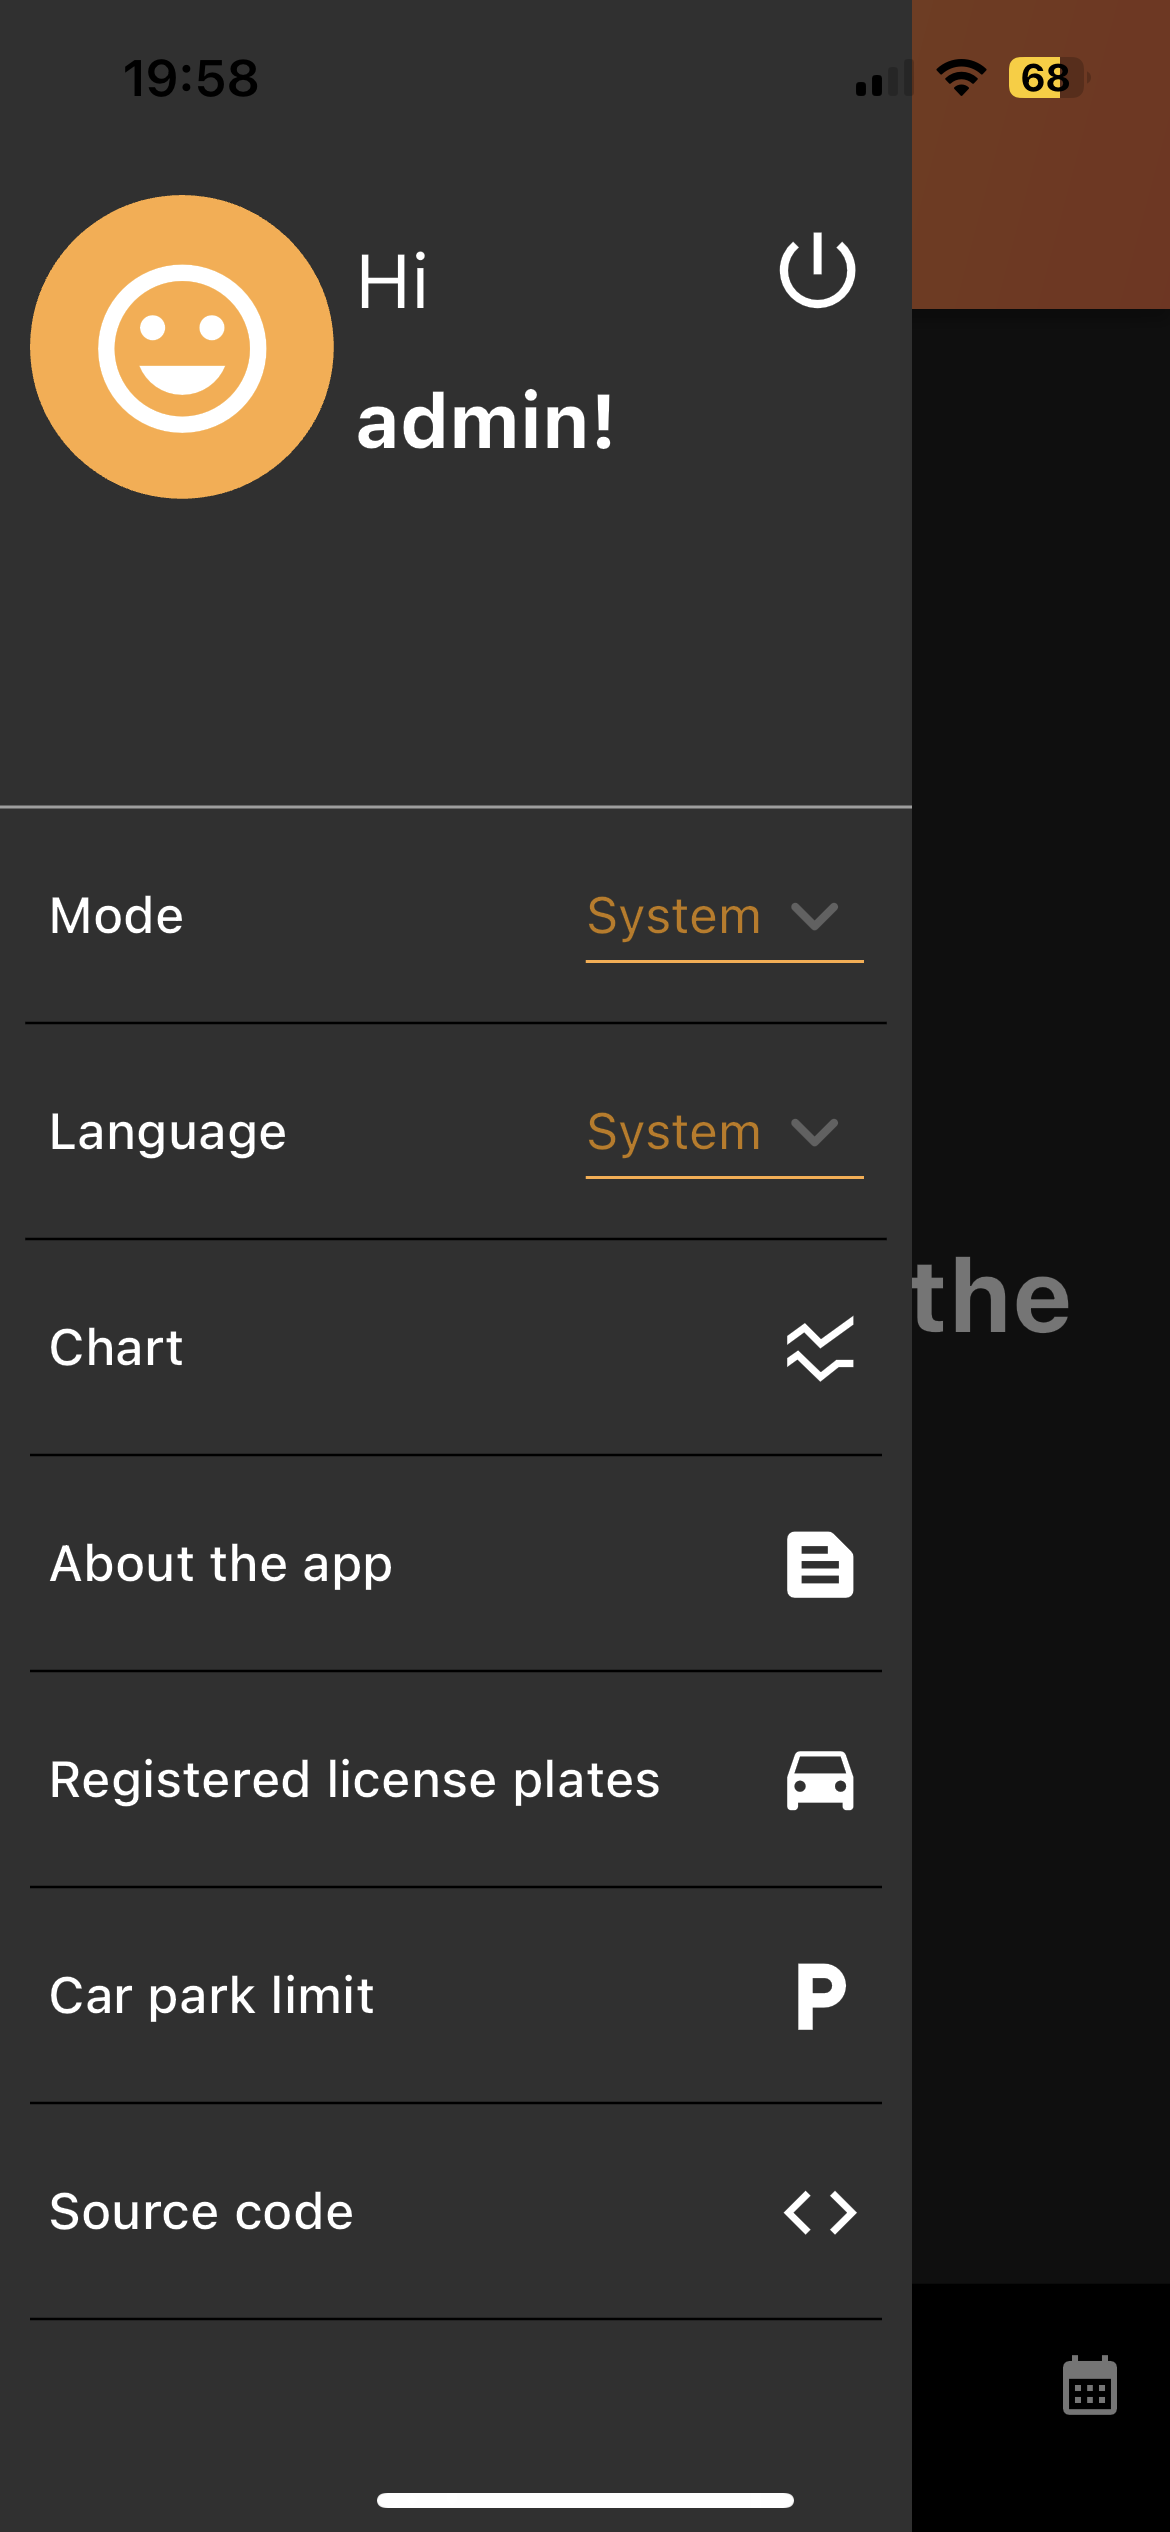 19:58
68
Hi
admin!
Mode
System
Language
System
the
Chart
About the app
Registered license plates
Car park limit
P
Source code